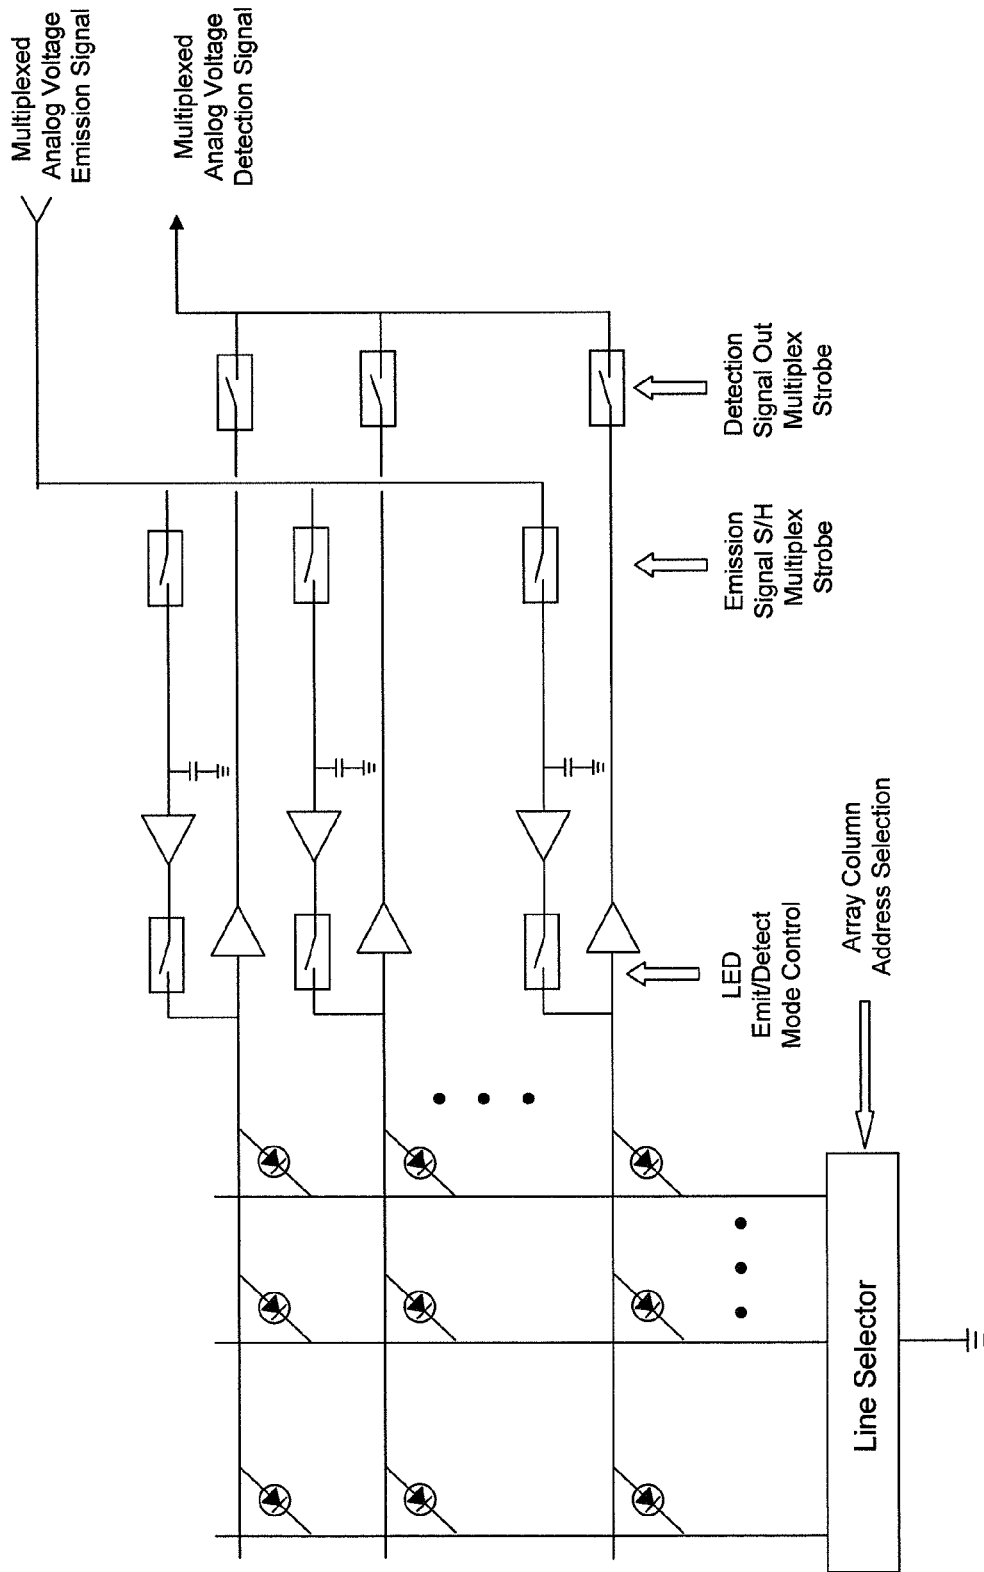 Multiplexed
Analog Voltage
Emission Signal
Multiplexed
Analog Voltage
Detection Signal
Detection
Signal Out
Multiplex
Strobe
Emission
Signal S/H
Multiplex
Strobe
LED
Emit/Detect
Mode Control
Array Column
Address Selection
Line Selector